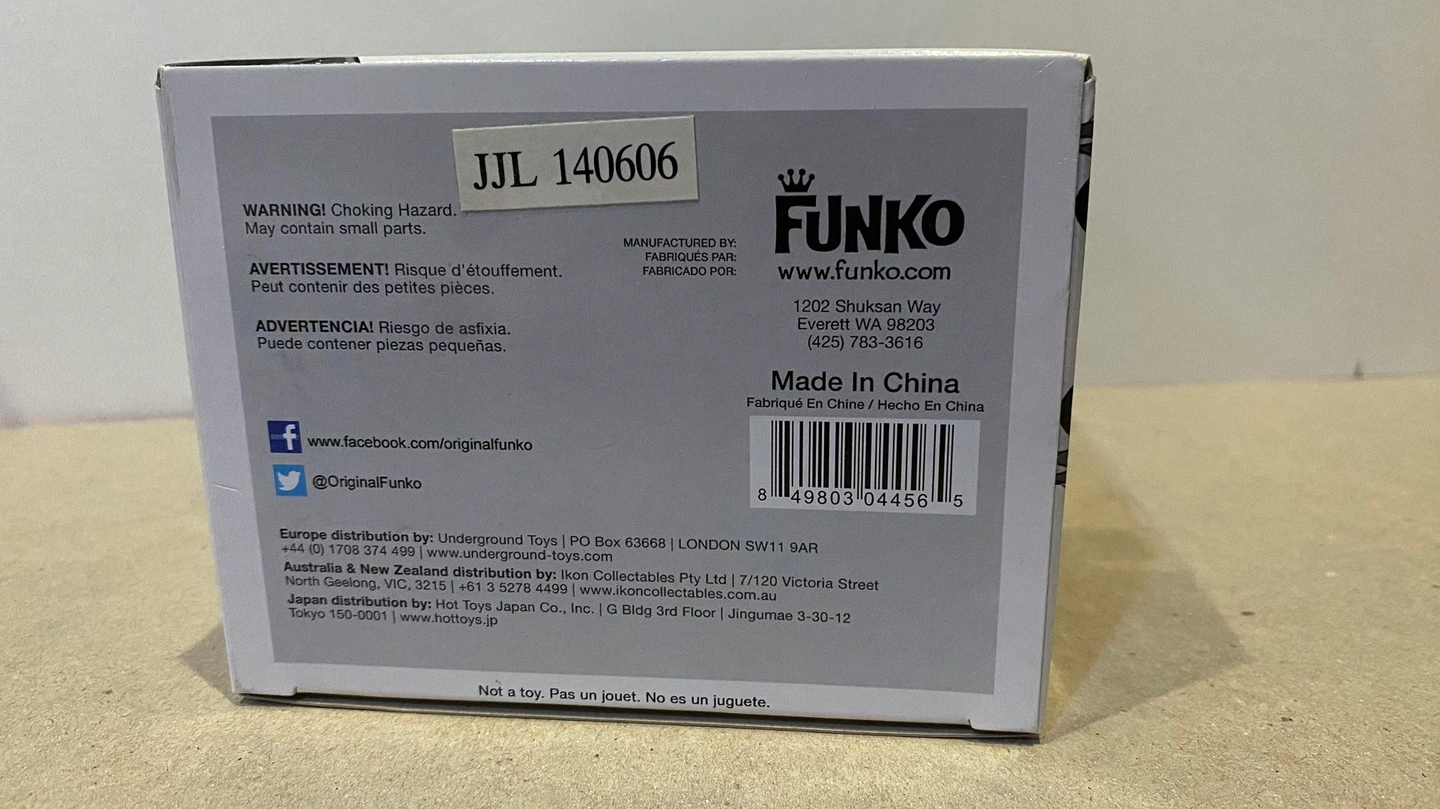 JJL 140606
WARNING! Choking Hazard.
May contain small parts.
AVERTISSEMENT! Risque d'étouffement.
Peut contenir des petites pièces.
ADVERTENCIA! Riesgo de asfixia.
Puede contener piezas pequeñas.
MANUFACTURED BY:
FABRIQUÉS PAR:
FABRICADO POR:
FUNKO
www.funko.com
1202 Shuksan Way
Everett WA 98203
(425) 783-3616
Made In China
Fabriqué En Chine / Hecho En China
8 49803 04456 5
f www.facebook.com/originalfunko
@OriginalFunko
Europe distribution by: Underground Toys | PO Box 63668 | LONDON SW11 9AR
+44 (0) 1708 374 499 | www.underground-toys.com
Australia & New Zealand distribution by: Ikon Collectables Pty Ltd | 7/120 Victoria Street
North Geelong, VIC, 3215 | +61 3 5278 4499 | www.ikoncollectables.com.au
Japan distribution by: Hot Toys Japan Co., Inc. | G Bldg 3rd Floor | Jingumae 3-30-12
Tokyo 150-0001 | www.hottoys.jp
Not a toy. Pas un jouet. No es un juguete.